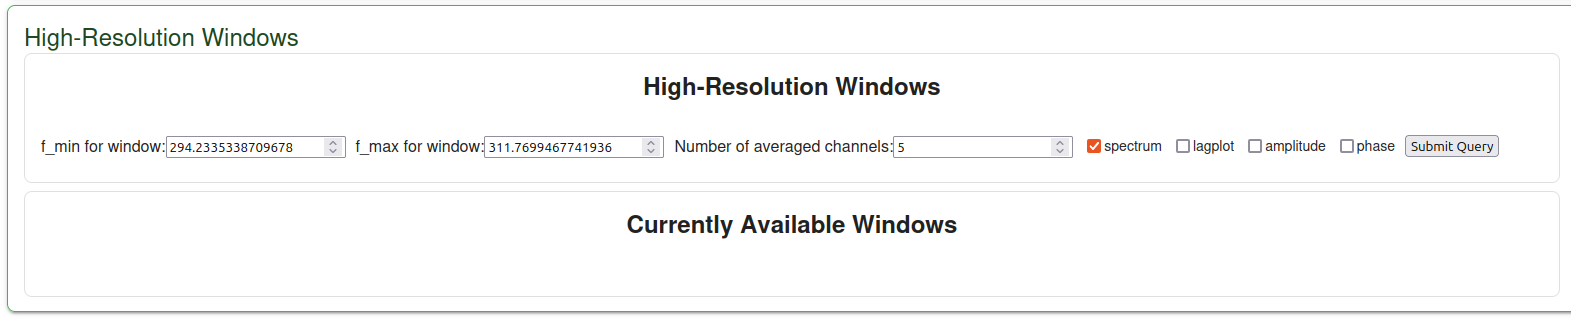 High-Resolution Windows
High-Resolution Windows
f_min for window: 294.2335338709678 f_max for window: 311.7699467741936 Number of averaged channels: 5 spectrum lagplot amplitude phase Submit Query
Currently Available Windows